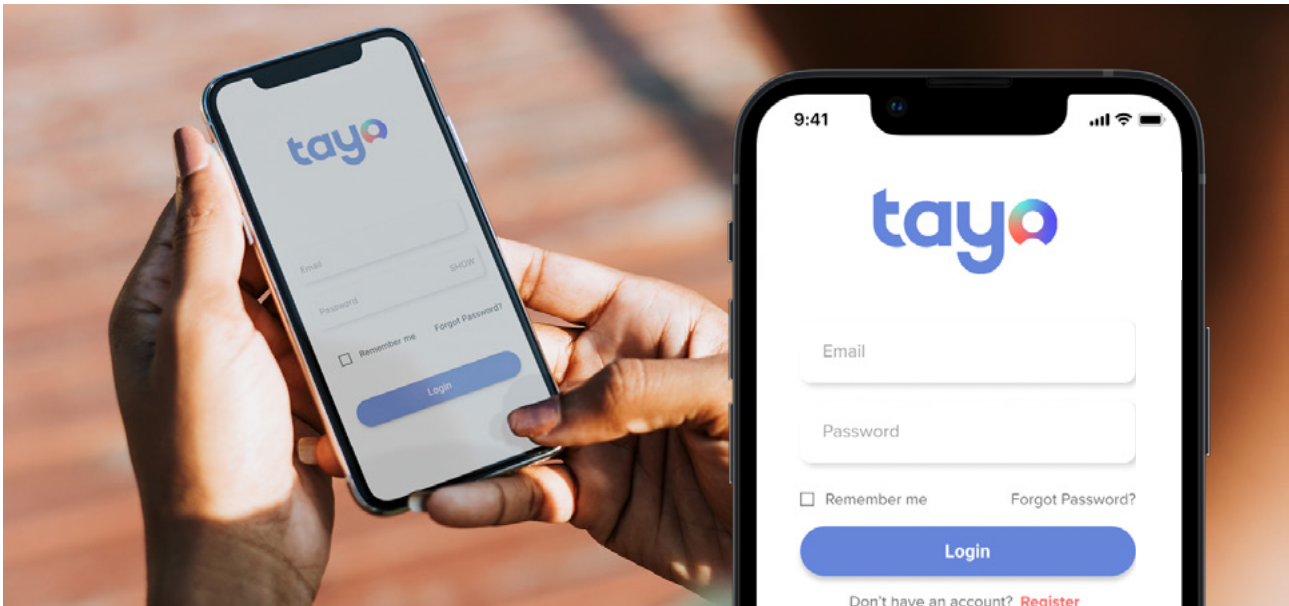 tayo
Email
SHOW
Password
Remember me Forgot Password?
Login
9:41
tayo
Email
Password
Remember me Forgot Password?
Login
Don't have an account? Register